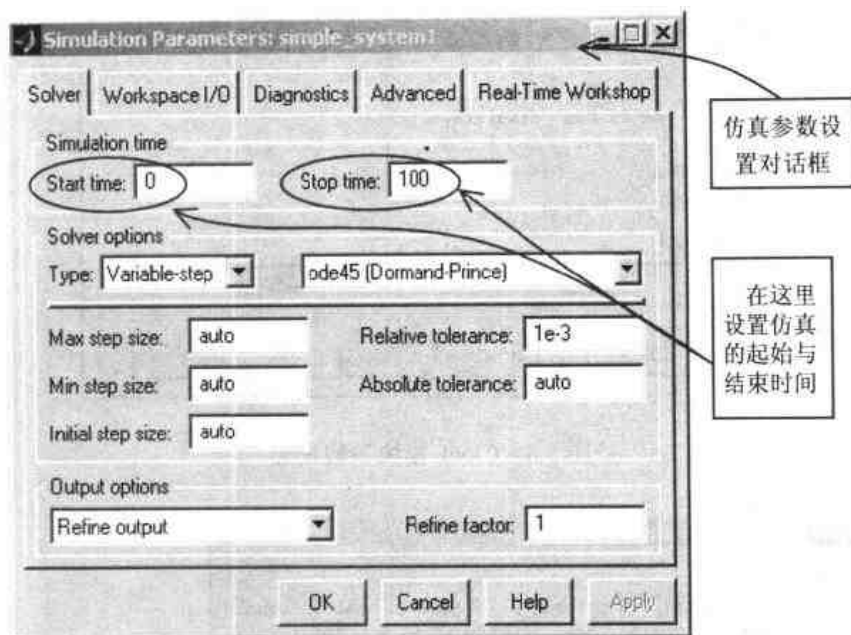 Simulation Parameters: simple_system1
Solver
Workspace I/O
Diagnostics
Advanced
Real-Time Workshop
Simulation time
Start time: 0
Stop time: 100
Solver options
Type: Variable-step
ode45 (Dormand-Prince)
Max step size: auto
Relative tolerance: 1e-3
Min step size: auto
Absolute tolerance: auto
Initial step size: auto
Output options
Refine output
Refine factor: 1
OK
Cancel
Help
Apply
仿真参数设
置对话框
在这里
设置仿真
的起始与
结束时间